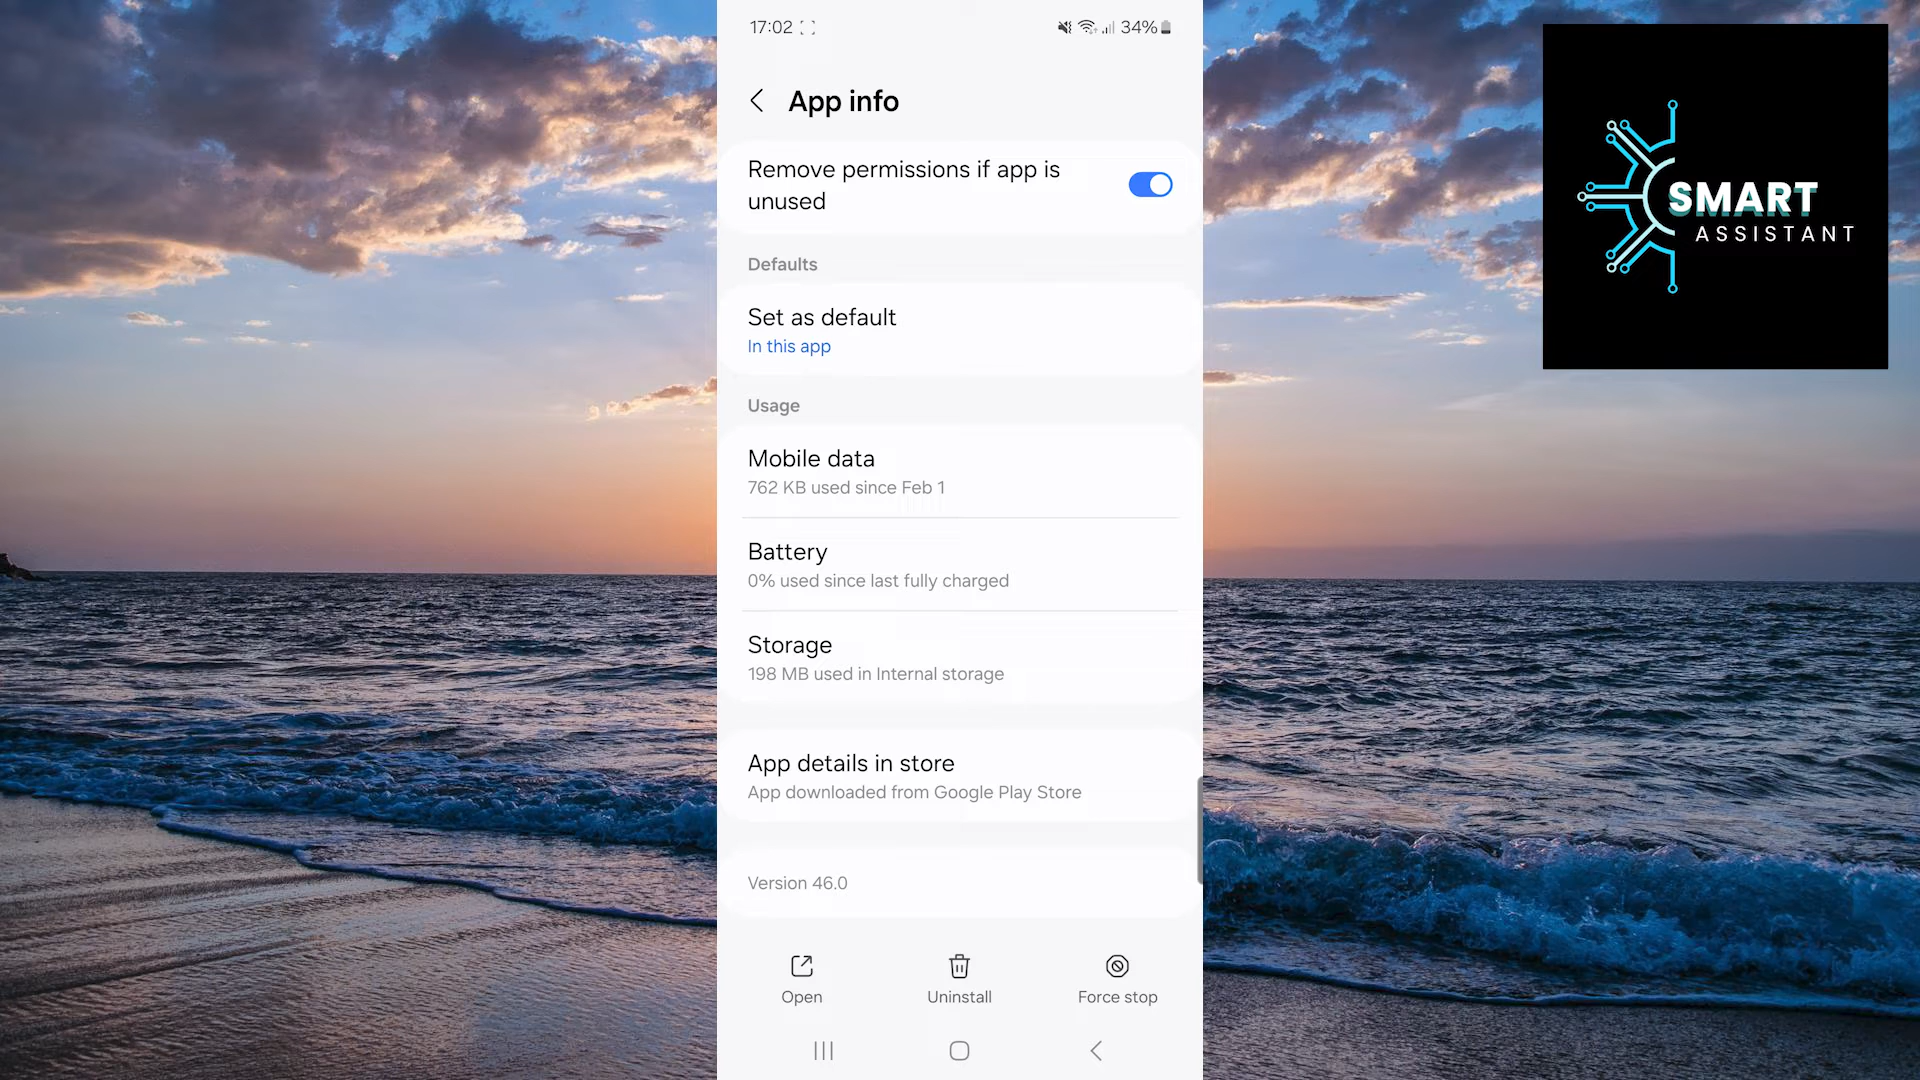 17:02
34%
App info
Remove permissions if app is
unused
Defaults
Set as default
In this app
Usage
Mobile data
762 KB used since Feb 1
Battery
0% used since last fully charged
Storage
198 MB used in Internal storage
App details in store
App downloaded from Google Play Store
Version 46.0
Open
Uninstall
Force stop
SMART
ASSISTANT